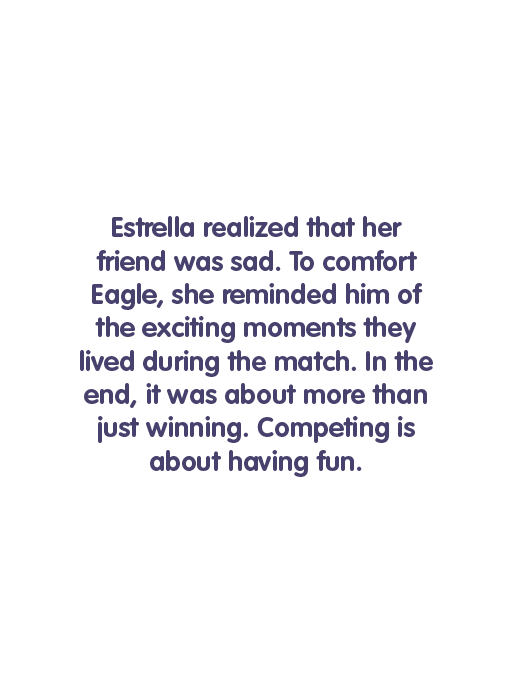 Estrella realized that her
friend was sad. To comfort
Eagle, she reminded him of
the exciting moments they
lived during the match. In the
end, it was about more than
just winning. Competing is
about having fun.